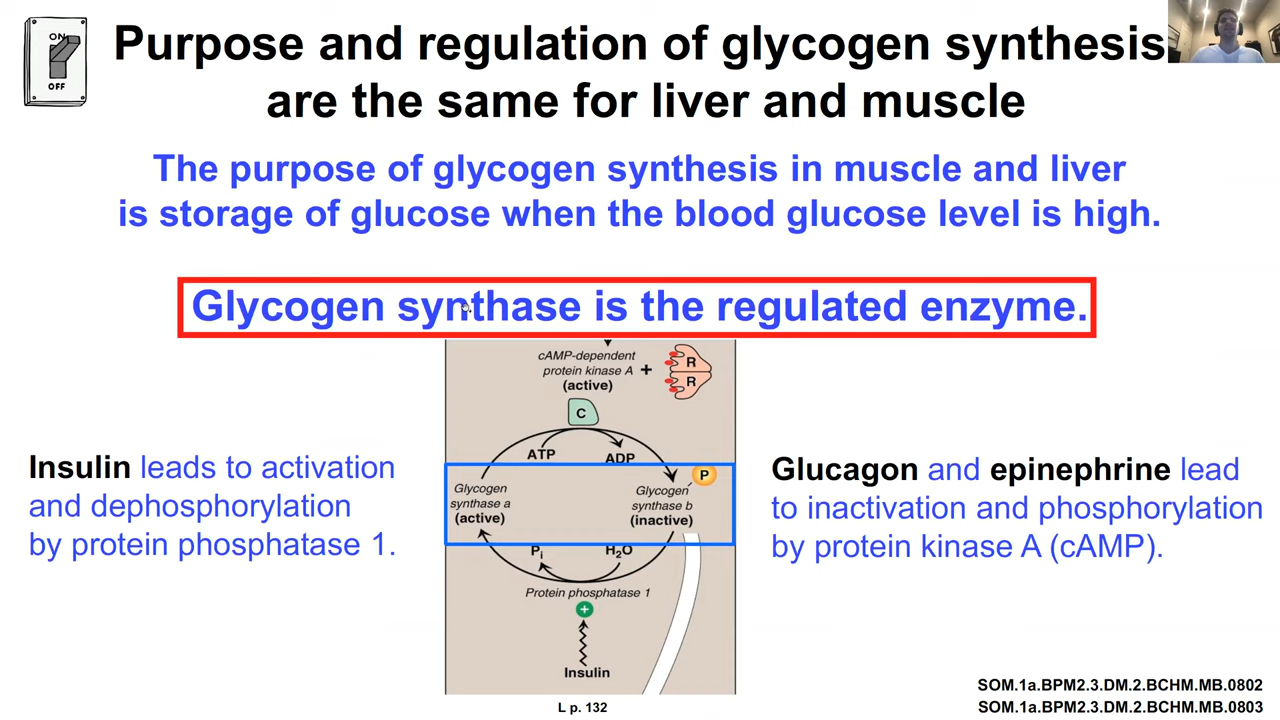 ON
OFF
Purpose and regulation of glycogen synthesis
are the same for liver and muscle
The purpose of glycogen synthesis in muscle and liver
is storage of glucose when the blood glucose level is high.
Glycogen synthase is the regulated enzyme.
Insulin leads to activation
and dephosphorylation
by protein phosphatase 1.
cAMP-dependent
protein kinase A +
(active)
R
R
C
ATP
ADP
P
Glycogen
synthase a
(active)
Glycogen
synthase b
(inactive)
Pi
H2O
Protein phosphatase 1
+
Insulin
Glucagon and epinephrine lead
to inactivation and phosphorylation
by protein kinase A (cAMP).
L p. 132
SOM.1a.BPM2.3.DM.2.BCHM.MB.0802
SOM.1a.BPM2.3.DM.2.BCHM.MB.0803